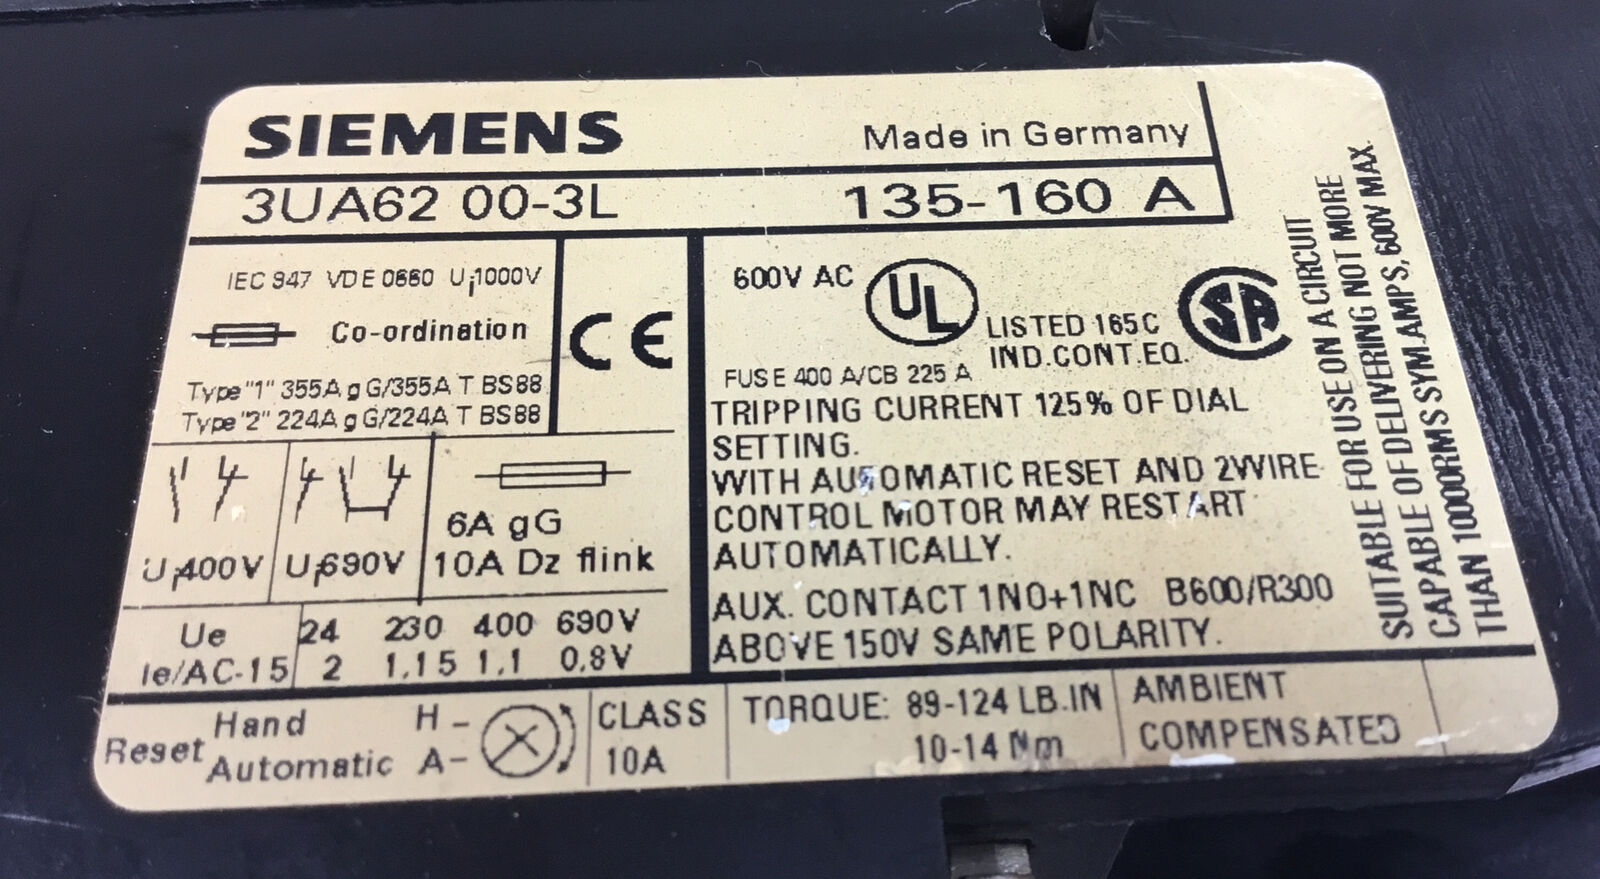 SIEMENS
Made in Germany
3UA62 00-3L
135-160 A
IEC 947 VDE 0660 Ui1000V
Co-ordination
Type "1" 355A gG/355A T BS88
Type "2" 224A gG/224A T BS88
CE
600V AC
UL
LISTED 165C
IND.CONT.EQ.
SA
FUSE 400 A/CB 225 A
TRIPPING CURRENT 125% OF DIAL
SETTING.
WITH AUTOMATIC RESET AND 2WIRE
CONTROL MOTOR MAY RESTART
AUTOMATICALLY.
AUX. CONTACT 1NO+1NC B600/R300
ABOVE 150V SAME POLARITY.
SUITABLE FOR USE ON A CIRCUIT
CAPABLE OF DELIVERING NOT MORE
THAN 10000RMS SYM.AMPS, 600V MAX.
Ui400V
Ui690V
6A gG
10A Dz flink
Ue 24 230 400 690V
Ie/AC-15 2 1,15 1,1 0,8V
Reset
Hand H -
Automatic A-
CLASS
10A
TORQUE: 89-124 LB.IN
10-14 Nm
AMBIENT
COMPENSATED